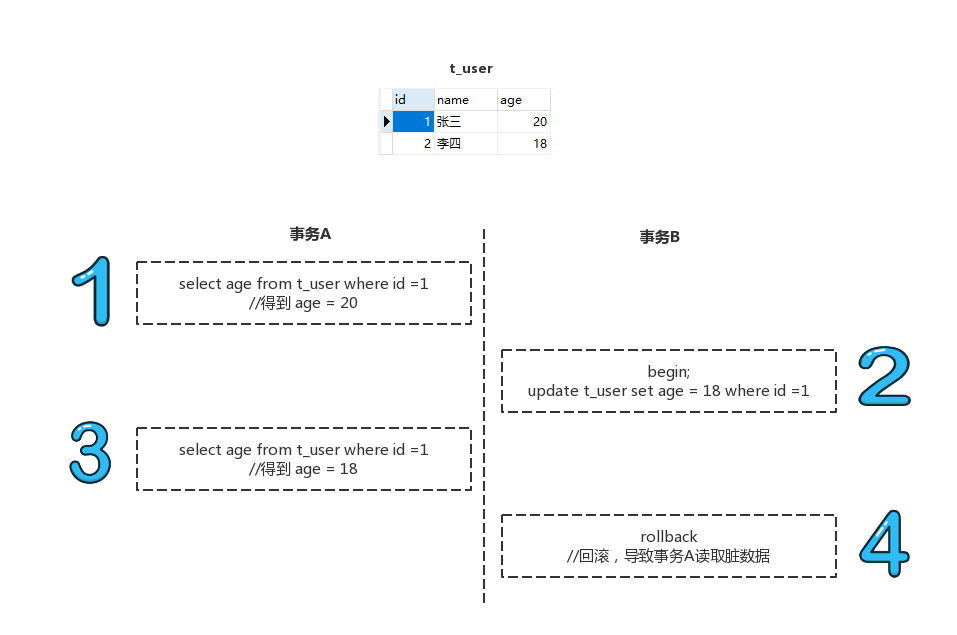 t_user
id name age
1 张三 20
2 李四 18
事务A
事务B
1
select age from t_user where id =1
//得到 age = 20
begin;
update t_user set age = 18 where id =1
2
3
select age from t_user where id =1
//得到 age = 18
rollback
//回滚，导致事务A读取脏数据
4